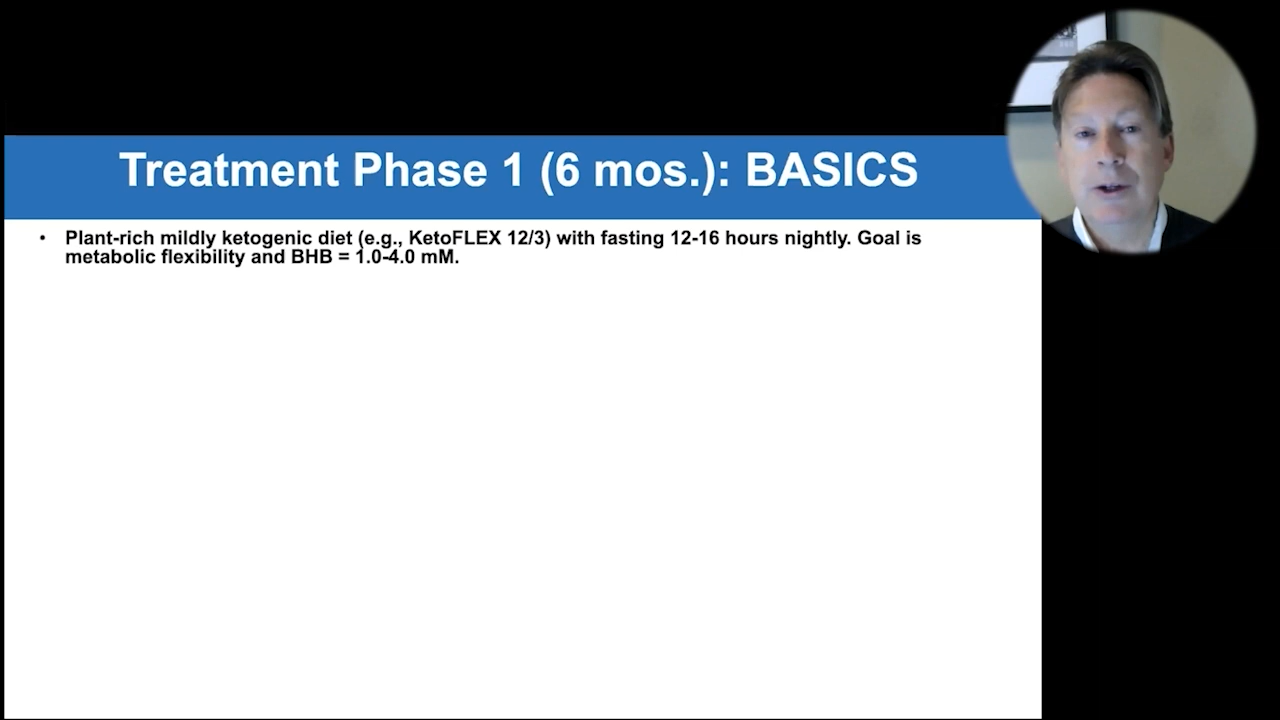 Treatment Phase 1 (6 mos.): BASICS
• Plant-rich mildly ketogenic diet (e.g., KetoFLEX 12/3) with fasting 12-16 hours nightly. Goal is
metabolic flexibility and BHB = 1.0-4.0 mM.